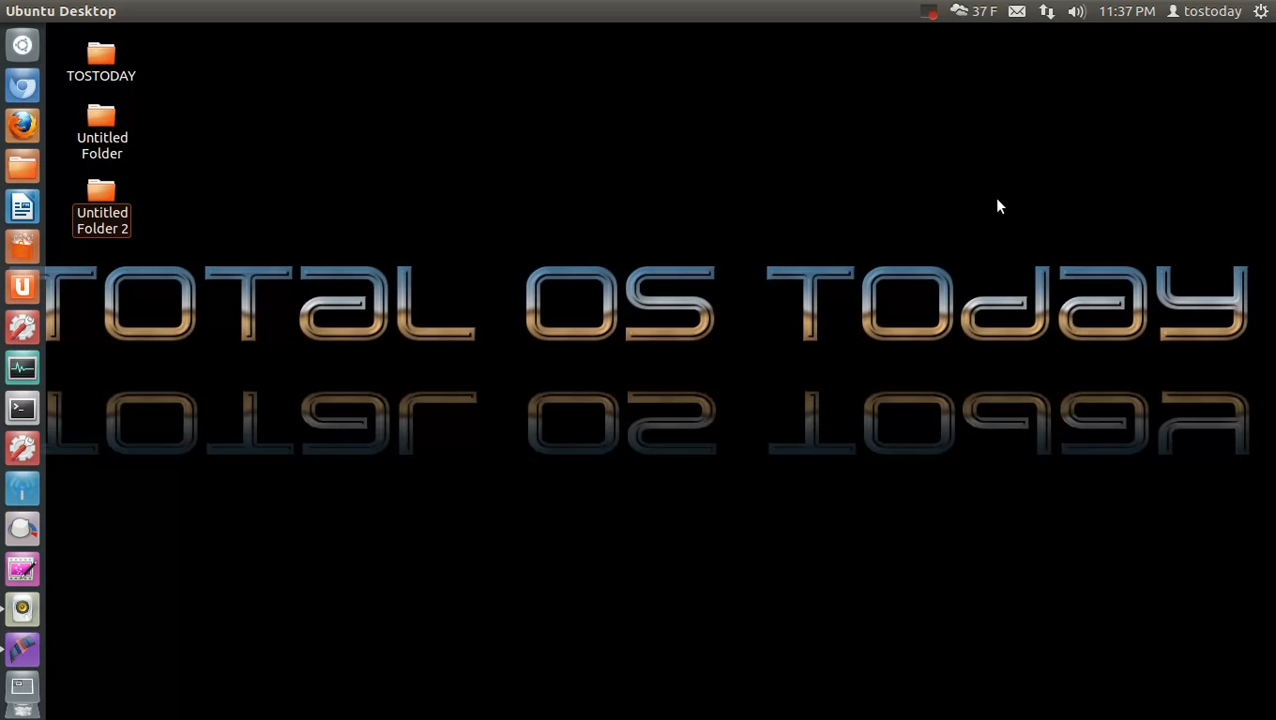 Ubuntu Desktop
37 F
11:37 PM
tostoday
TOSTODAY
Untitled
Folder
Untitled
Folder 2
TOTaL OS TOday